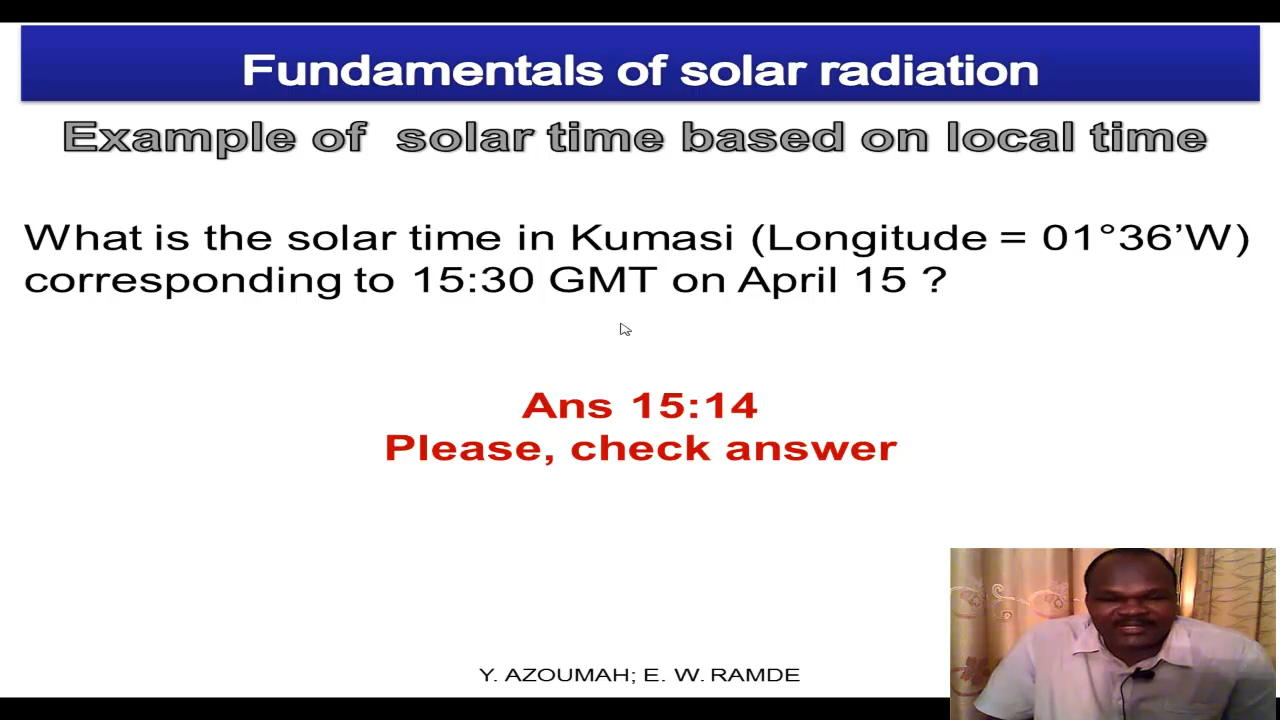 Fundamentals of solar radiation
Example of solar time based on local time
What is the solar time in Kumasi (Longitude = 01°36’W)
corresponding to 15:30 GMT on April 15 ?
Ans 15:14
Please, check answer
Y. AZOUMAH; E. W. RAMDE